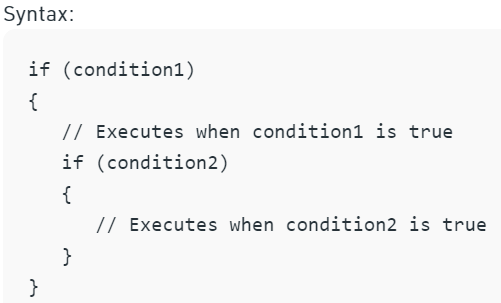 Syntax:
if (condition1)
{
// Executes when condition1 is true
if (condition2)
{
// Executes when condition2 is true
}
}